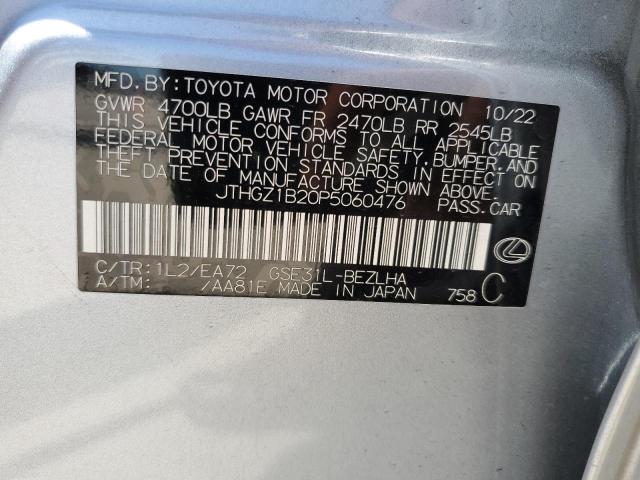 MFD. BY: TOYOTA MOTOR CORPORATION 10/22
GVWR 4700LB GAWR FR 2470LB RR 2545LB
THIS VEHICLE CONFORMS TO ALL APPLICABLE
FEDERAL MOTOR VEHICLE SAFETY, BUMPER, AND
THEFT PREVENTION STANDARDS IN EFFECT ON
THE DATE OF MANUFACTURE SHOWN ABOVE.
JTHGZ1B20P5060476 PASS.CAR
C/TR: 1L2/EA72 GSE31L-BEZLHA
A/TM: /AA81E MADE IN JAPAN 758 C